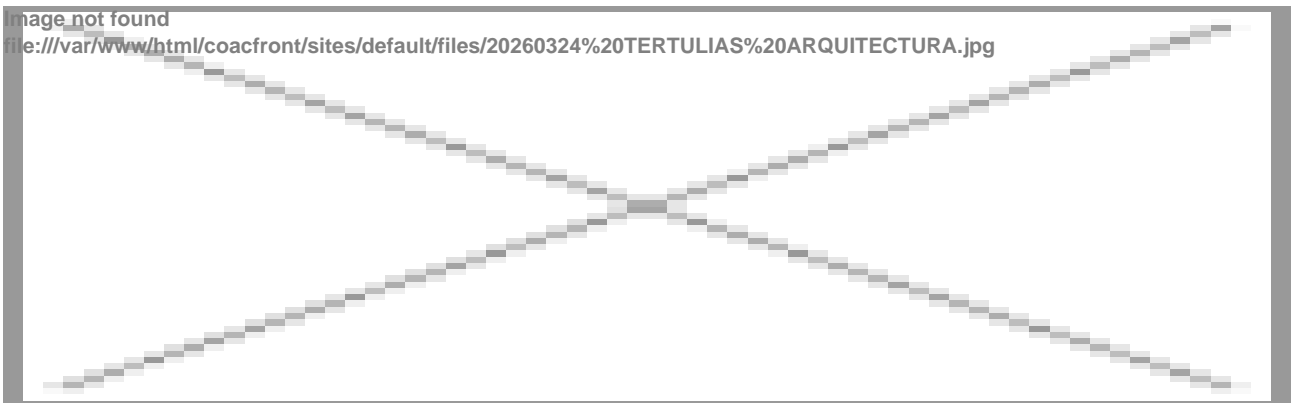 Image not found
file:///var/www/html/coacfront/sites/default/files/20260324%20TERTULIAS%20ARQUITECTURA.jpg